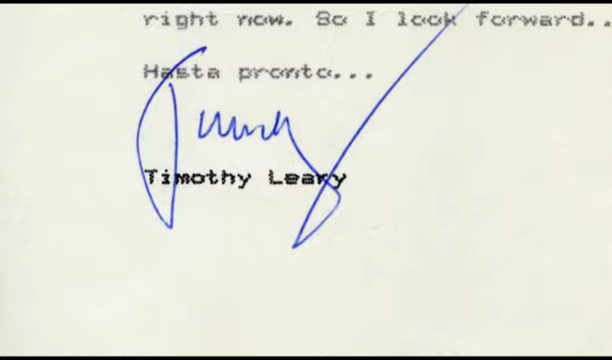 right now. So I look forward..
Hasta pronto...
Timothy Leary